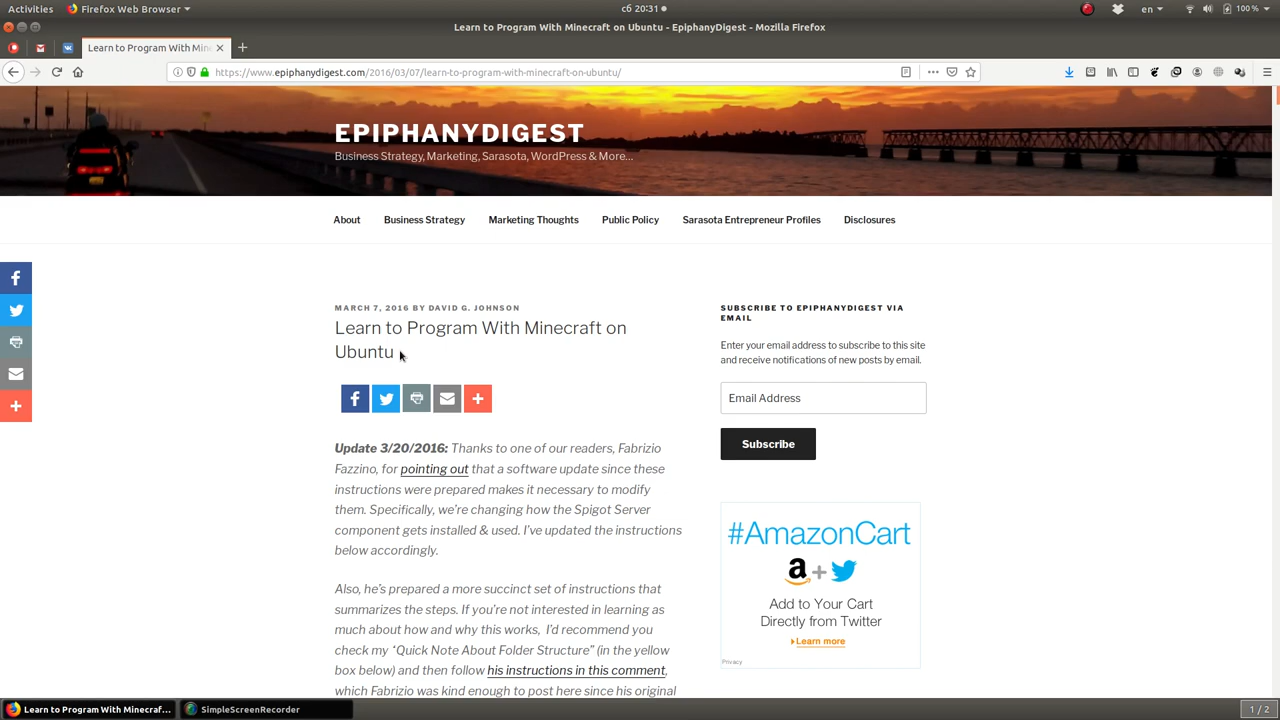 Activities
Firefox Web Browser
сб 20:31
en
100 %
Learn to Program With Minecraft on Ubuntu - EpiphanyDigest - Mozilla Firefox
Learn to Program With Min
https://www.epiphanydigest.com/2016/03/07/learn-to-program-with-minecraft-on-ubuntu/
EPIPHANYDIGEST
Business Strategy, Marketing, Sarasota, WordPress & More...
About
Business Strategy
Marketing Thoughts
Public Policy
Sarasota Entrepreneur Profiles
Disclosures
MARCH 7, 2016 BY DAVID G. JOHNSON
Learn to Program With Minecraft on
Ubuntu
Update 3/20/2016: Thanks to one of our readers, Fabrizio
Fazzino, for pointing out that a software update since these
instructions were prepared makes it necessary to modify
them. Specifically, we're changing how the Spigot Server
component gets installed & used. I've updated the instructions
below accordingly.
Also, he's prepared a more succinct set of instructions that
summarizes the steps. If you're not interested in learning as
much about how and why this works, I'd recommend you
check my 'Quick Note About Folder Structure" (in the yellow
box below) and then follow his instructions in this comment,
which Fabrizio was kind enough to post here since his original
SUBSCRIBE TO EPIPHANYDIGEST VIA
EMAIL
Enter your email address to subscribe to this site
and receive notifications of new posts by email.
Email Address
Subscribe
#AmazonCart
a +
Add to Your Cart
Directly from Twitter
Learn more
Privacy
Learn to Program With Minecraf...
SimpleScreenRecorder
1 / 2